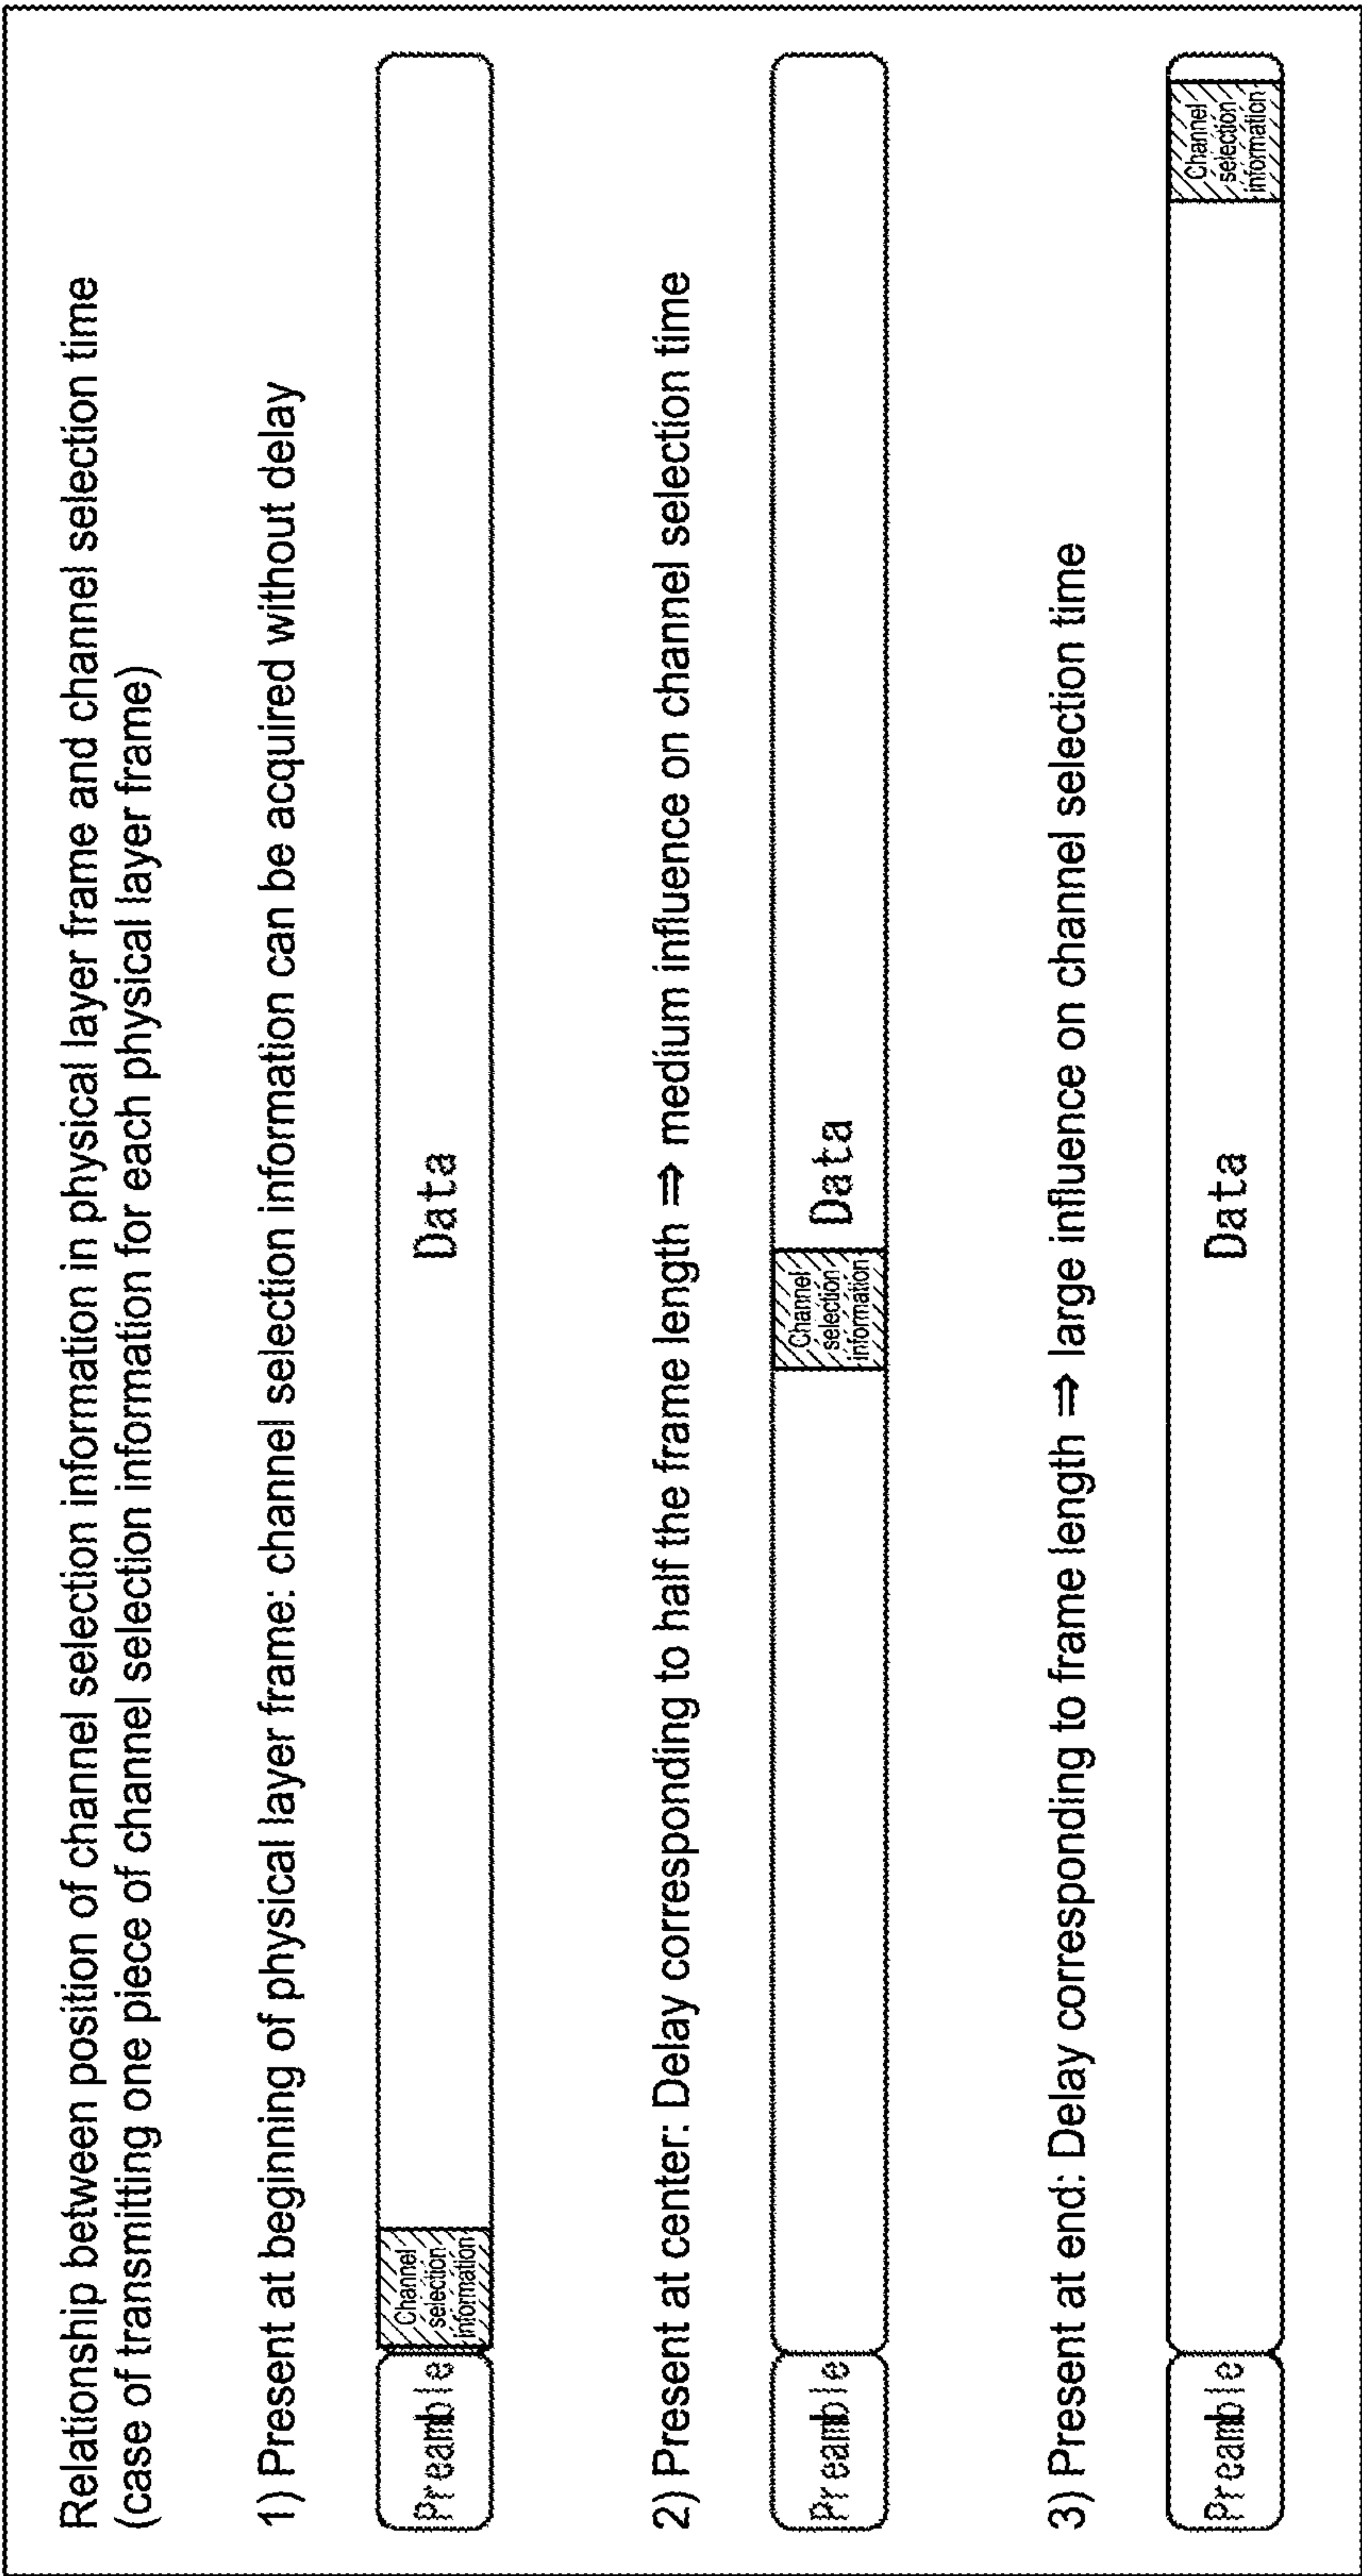 Relationship between position of channel selection information in physical layer frame and channel selection time
(case of transmitting one piece of channel selection information for each physical layer frame)
1) Present at beginning of physical layer frame: channel selection information can be acquired without delay
Preamble
Channel
selection
information
Data
2) Present at center: Delay corresponding to half the frame length ⇒ medium influence on channel selection time
Preamble
Channel
selection
information
Data
3) Present at end: Delay corresponding to frame length ⇒ large influence on channel selection time
Preamble
Data
Channel
selection
information